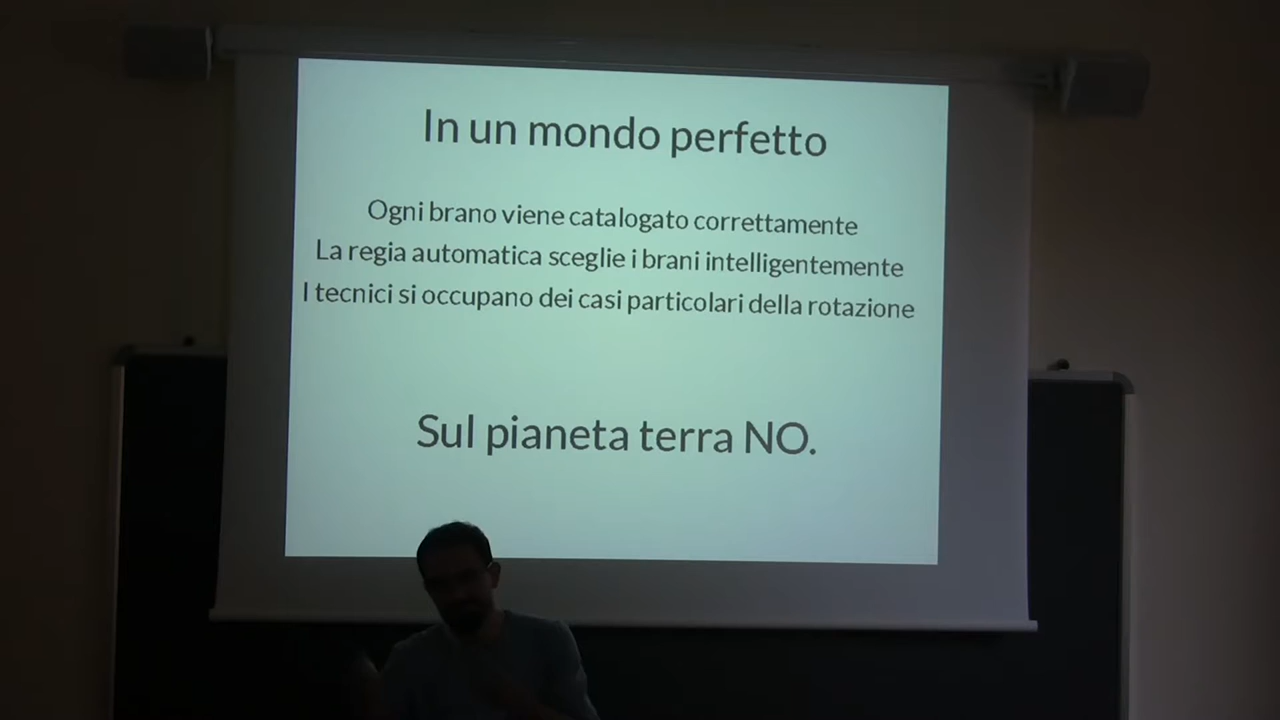 In un mondo perfetto
Ogni brano viene catalogato correttamente
La regia automatica sceglie i brani intelligentemente
I tecnici si occupano dei casi particolari della rotazione
Sul pianeta terra NO.